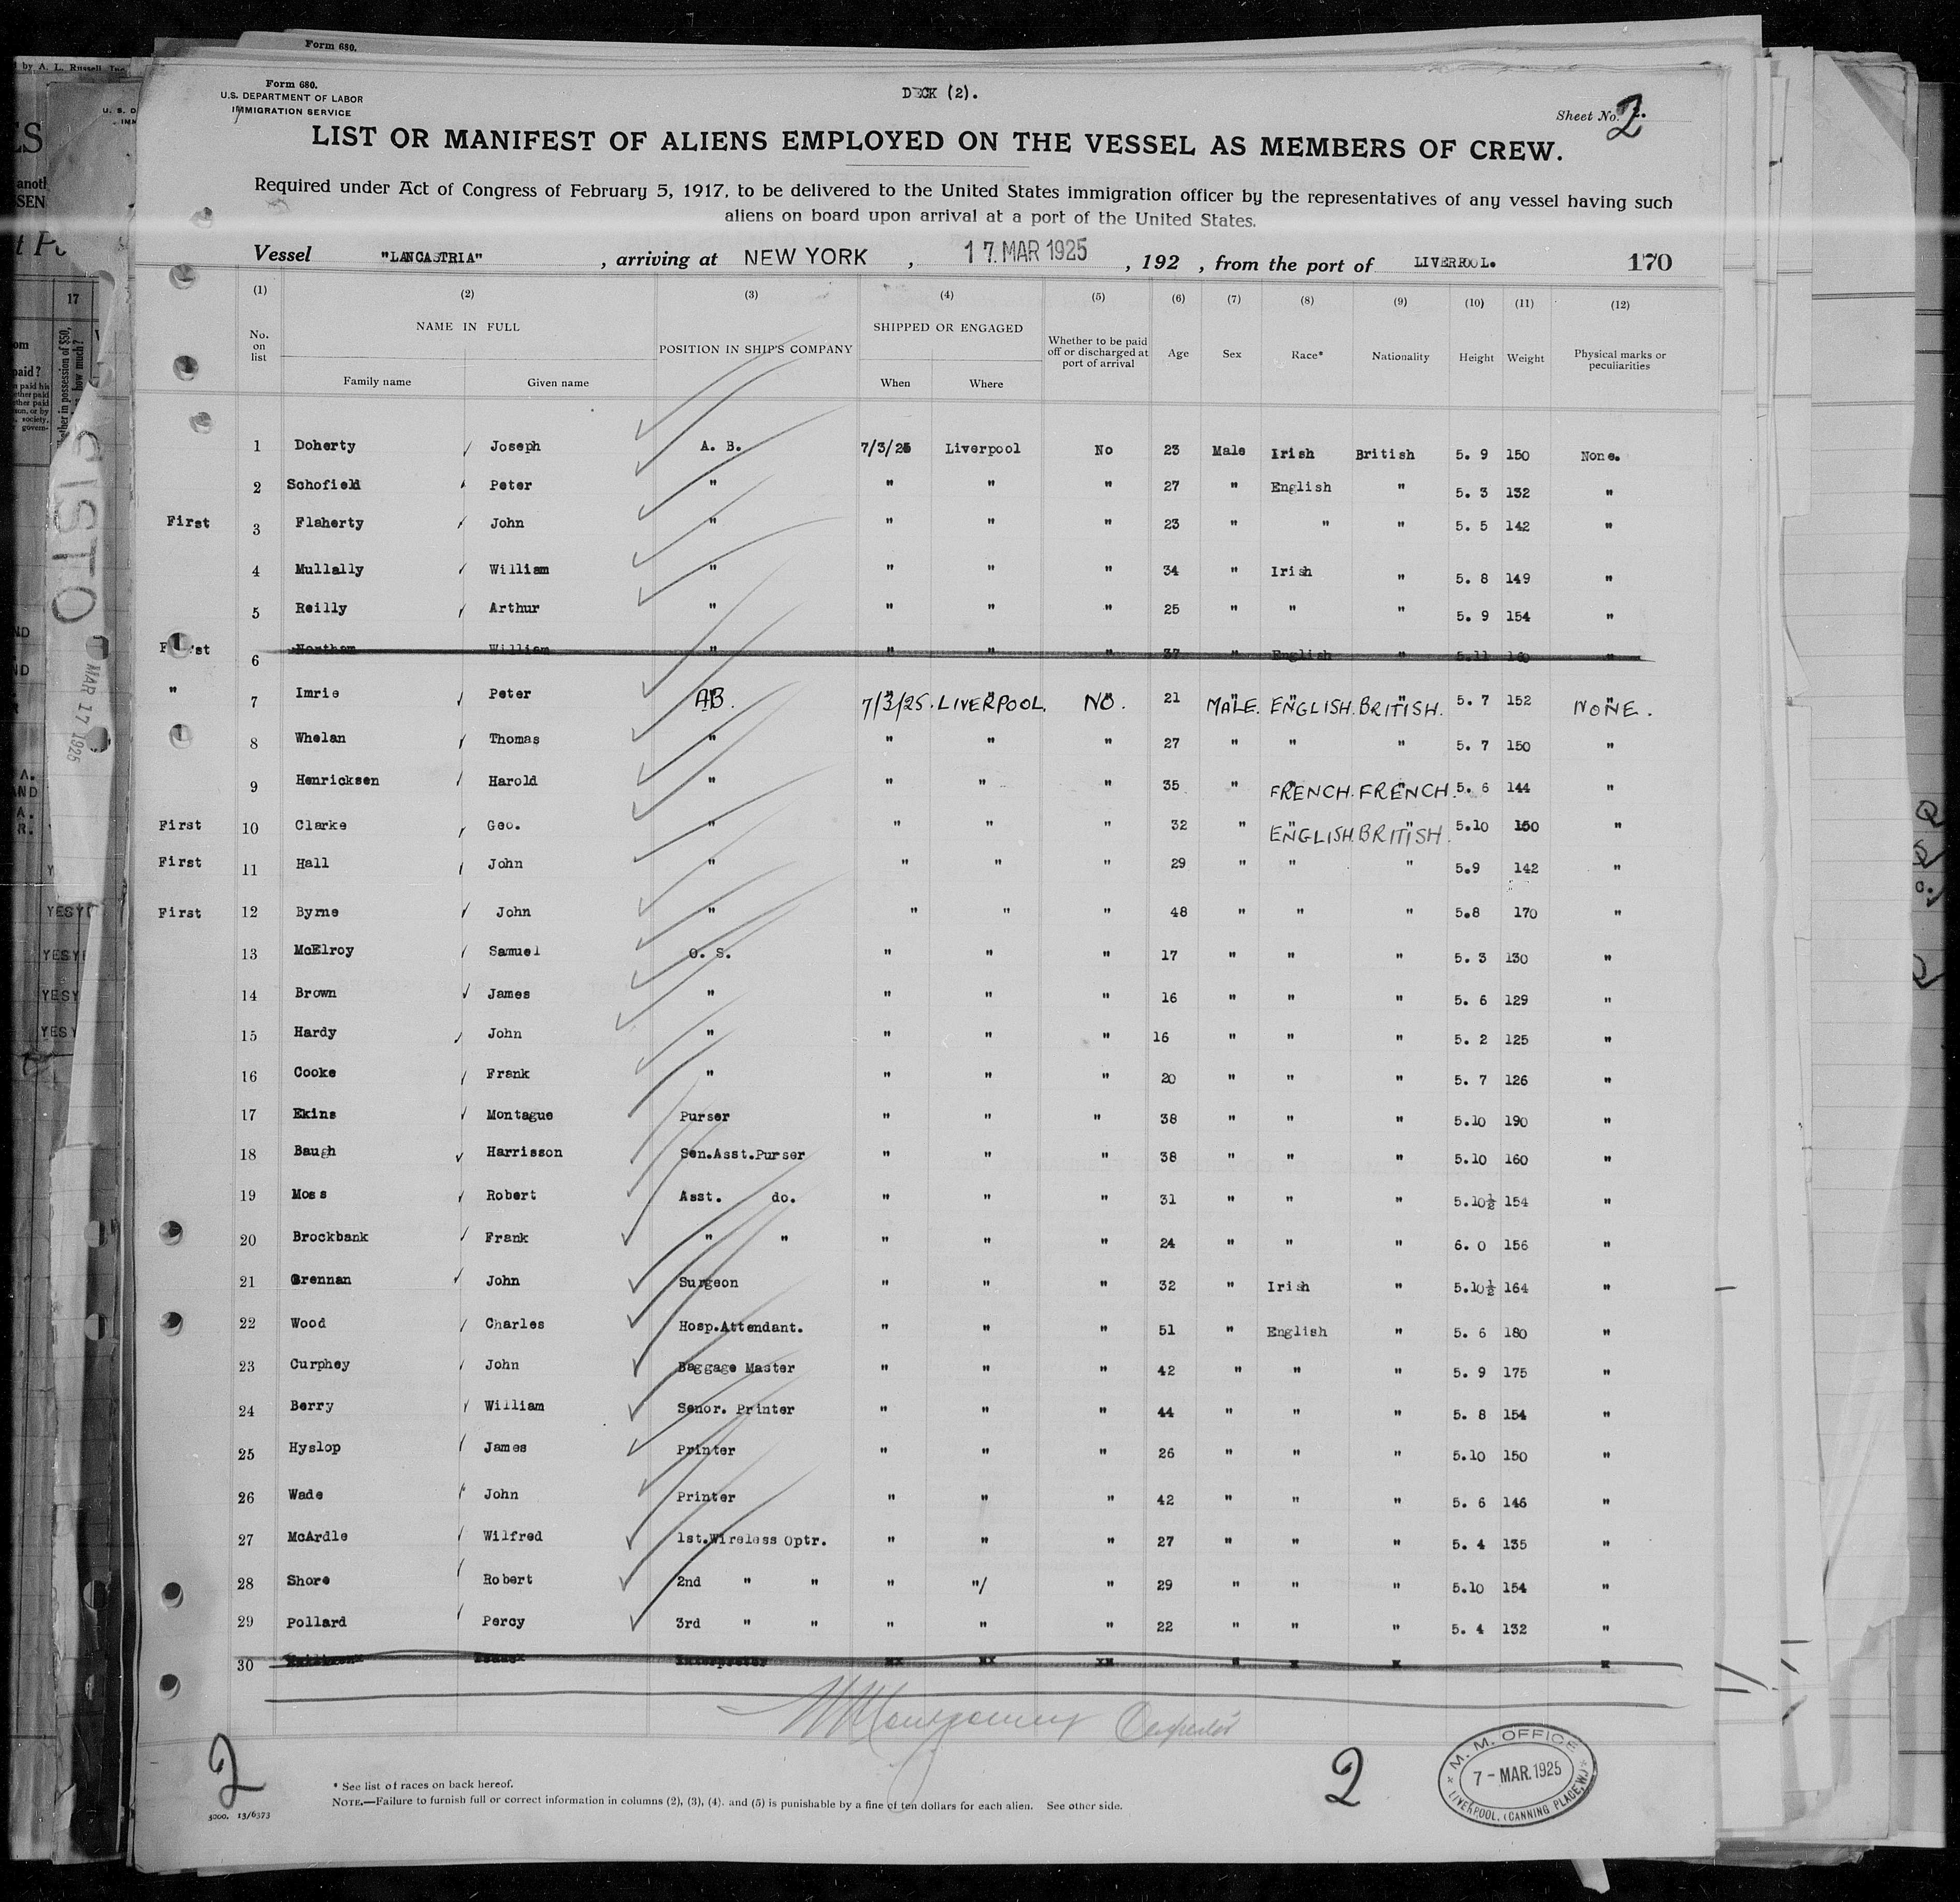 Form 680.
by A. L. Russell, Inc.
Form 680.
U.S. DEPARTMENT OF LABOR
IMMIGRATION SERVICE
DECK (2).
Sheet No. 2
LIST OR MANIFEST OF ALIENS EMPLOYED ON THE VESSEL AS MEMBERS OF CREW.
Required under Act of Congress of February 5, 1917, to be delivered to the United States immigration officer by the representatives of any vessel having such
aliens on board upon arrival at a port of the United States.
Vessel "LANCASTRIA" , arriving at NEW YORK , 17 MAR 1925 , 192 , from the port of LIVERPOOL. 170
(1) (2) (3) (4) (5) (6) (7) (8) (9) (10) (11) (12)
No. on list NAME IN FULL POSITION IN SHIP'S COMPANY SHIPPED OR ENGAGED Whether to be paid off or discharged at port of arrival Age Sex Race* Nationality Height Weight Physical marks or peculiarities
Family name Given name When Where
1 Doherty Joseph A. B. 7/3/25 Liverpool No 23 Male Irish British 5. 9 150 None.
2 Schofield Peter " " " " 27 " English " 5. 3 132 "
First 3 Flaherty John " " " " 23 " " " 5. 5 142 "
4 Mullally William " " " " 34 " Irish " 5. 8 149 "
5 Reilly Arthur " " " " 25 " " " 5. 9 154 "
First 6 Northam William " " " " 37 " English " 5.11 160 "
" 7 Imrie Peter AB. 7/3/25. LIVERPOOL. NO. 21 MALE. ENGLISH. BRITISH. 5. 7 152 NONE.
8 Whelan Thomas " " " " 27 " " " 5. 7 150 "
9 Henricksen Harold " " " " 35 " FRENCH. FRENCH. 5. 6 144 "
First 10 Clarke Geo. " " " " 32 " ENGLISH. BRITISH. 5.10 150 "
First 11 Hall John " " " " 29 " " " 5.9 142 "
First 12 Byrne John " " " " 48 " " " 5.8 170 "
13 McElroy Samuel O. S. " " " 17 " " " 5. 3 130 "
14 Brown James " " " " 16 " " " 5. 6 129 "
15 Hardy John " " " " 16 " " " 5. 2 125 "
16 Cooke Frank " " " " 20 " " " 5. 7 126 "
17 Ekins Montague Purser " " " 38 " " " 5.10 190 "
18 Baugh Harrisson Sen.Asst.Purser " " " 38 " " " 5.10 160 "
19 Moss Robert Asst. do. " " " 31 " " " 5.10½ 154 "
20 Brockbank Frank " " " " " 24 " " " 6. 0 156 "
21 Brennan John Surgeon " " " 32 " Irish " 5.10½ 164 "
22 Wood Charles Hosp.Attendant. " " " 51 " English " 5. 6 180 "
23 Curphey John Baggage Master " " " 42 " " " 5. 9 175 "
24 Berry William Senor. Printer " " " 44 " " " 5. 8 154 "
25 Hyslop James Printer " " " 26 " " " 5.10 150 "
26 Wade John Printer " " " 42 " " " 5. 6 146 "
27 McArdle Wilfred 1st.Wireless Optr. " " " 27 " " " 5. 4 135 "
28 Shore Robert 2nd " " " "/ " 29 " " " 5.10 154 "
29 Pollard Percy 3rd " " " " " 22 " " " 5. 4 132 "
30 Interpreter
Montgomery
2 2
M. M. OFFICE
7 - MAR. 1925
LIVERPOOL. (CANNING PLACE, W.)
* See list of races on back hereof.
NOTE.—Failure to furnish full or correct information in columns (2), (3), (4). and (5) is punishable by a fine of ten dollars for each alien. See other side.
3000. 13/6373
MAR 17 1925